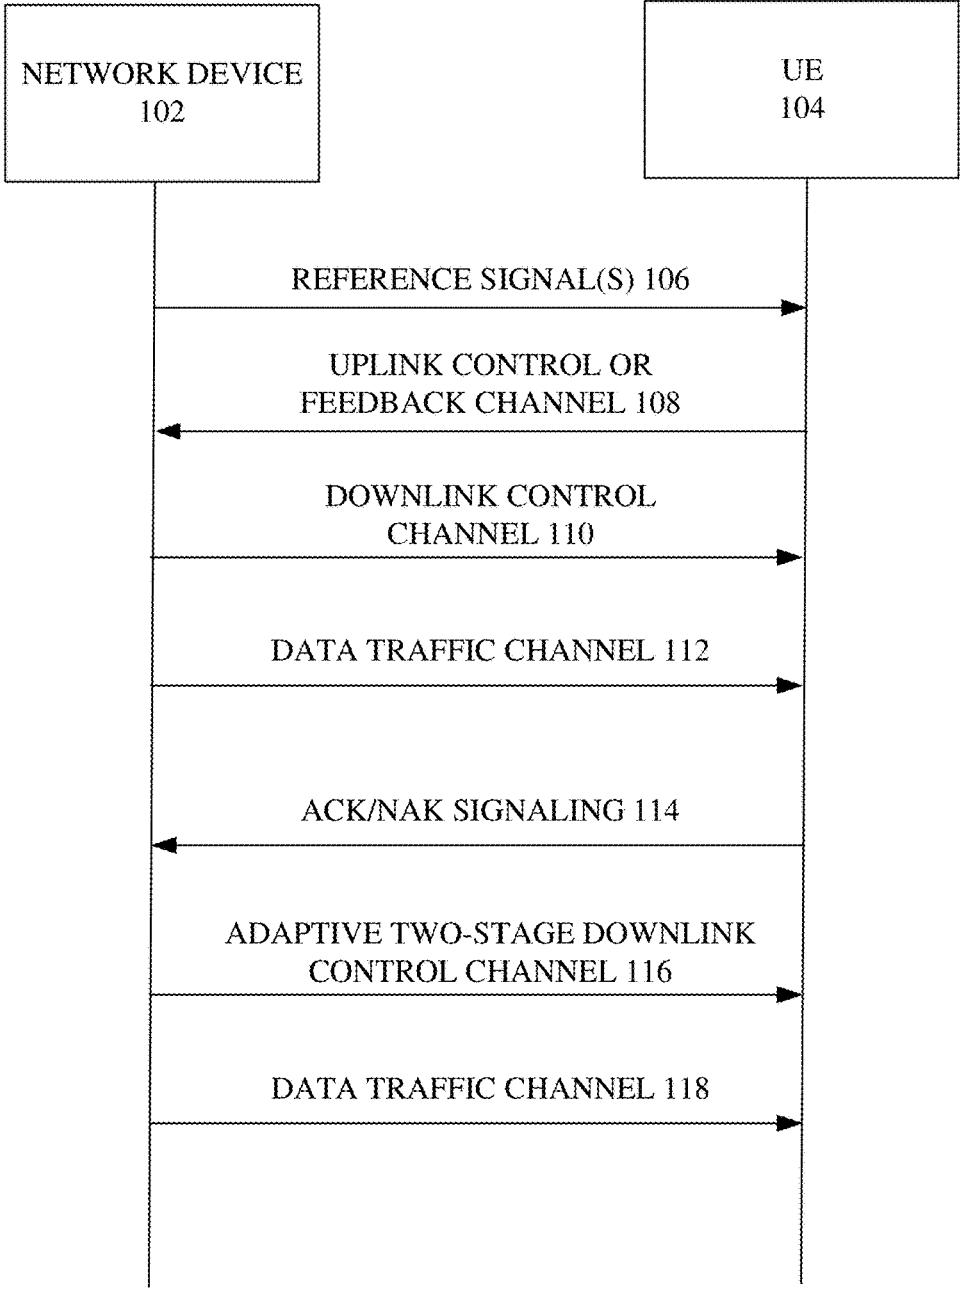 NETWORK DEVICE
102
UE
104
REFERENCE SIGNAL(S) 106
UPLINK CONTROL OR
FEEDBACK CHANNEL 108
DOWNLINK CONTROL
CHANNEL 110
DATA TRAFFIC CHANNEL 112
ACK/NAK SIGNALING 114
ADAPTIVE TWO-STAGE DOWNLINK
CONTROL CHANNEL 116
DATA TRAFFIC CHANNEL 118